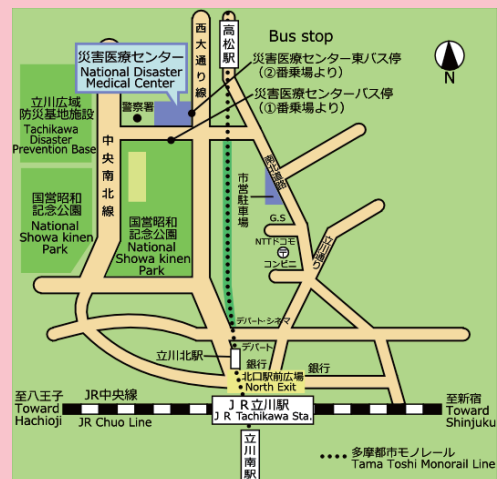 西大通り線
高松駅
Bus stop
災害医療センター
National Disaster
Medical Center
災害医療センター東バス停
(②番乗場より)
災害医療センターバス停
(①番乗場より)
N
立川広域
防災基地施設
Tachikawa
Disaster
Prevention Base
警察署
中央南北線
南北道路
国営昭和
記念公園
National
Showa kinen
Park
国営昭和
記念公園
National
Showa kinen
Park
市営駐車場
G.S
NTTドコモ
コンビニ
立川通り
デパート・シネマ
デパート
立川北駅
銀行
銀行
北口駅前広場
North Exit
至八王子
Toward
Hachioji
JR中央線
JR Chuo Line
JR立川駅
JR Tachikawa Sta.
至新宿
Toward
Shinjuku
立川南駅
多摩都市モノレール
Tama Toshi Monorail Line